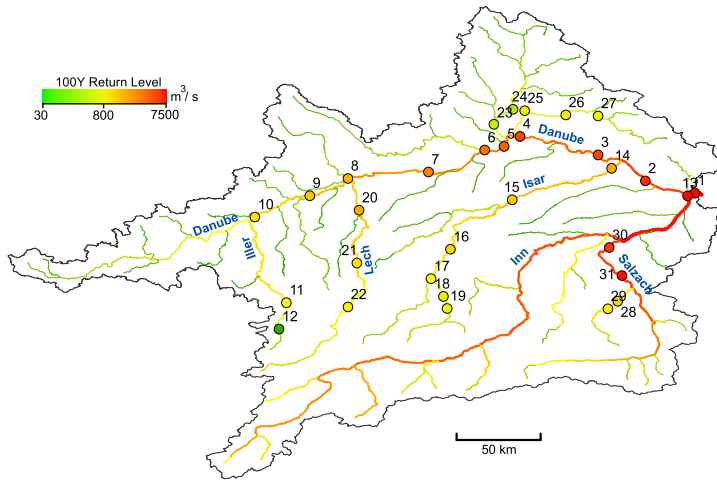 100Y Return Level
m³/ s
30 800 7500
24 25 26 27
23 4
5 Danube
6 3
14
8 7 2
13 1
9 15 Isar
10 20
Danube
Iller 16 30
21 Lech Inn Salzach
17 31
11 18
22 19 29
12 28
50 km